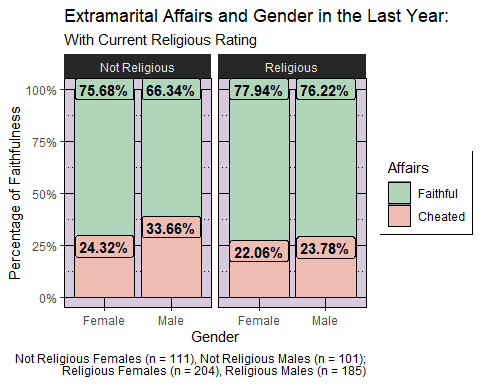 Extramarital Affairs and Gender in the Last Year:
With Current Religious Rating
Not Religious
Religious
Percentage of Faithfulness
100%
75%
50%
25%
0%
75.68%
66.34%
77.94%
76.22%
24.32%
33.66%
22.06%
23.78%
Female
Male
Female
Male
Gender
Affairs
Faithful
Cheated
Not Religious Females (n = 111), Not Religious Males (n = 101);
Religious Females (n = 204), Religious Males (n = 185)